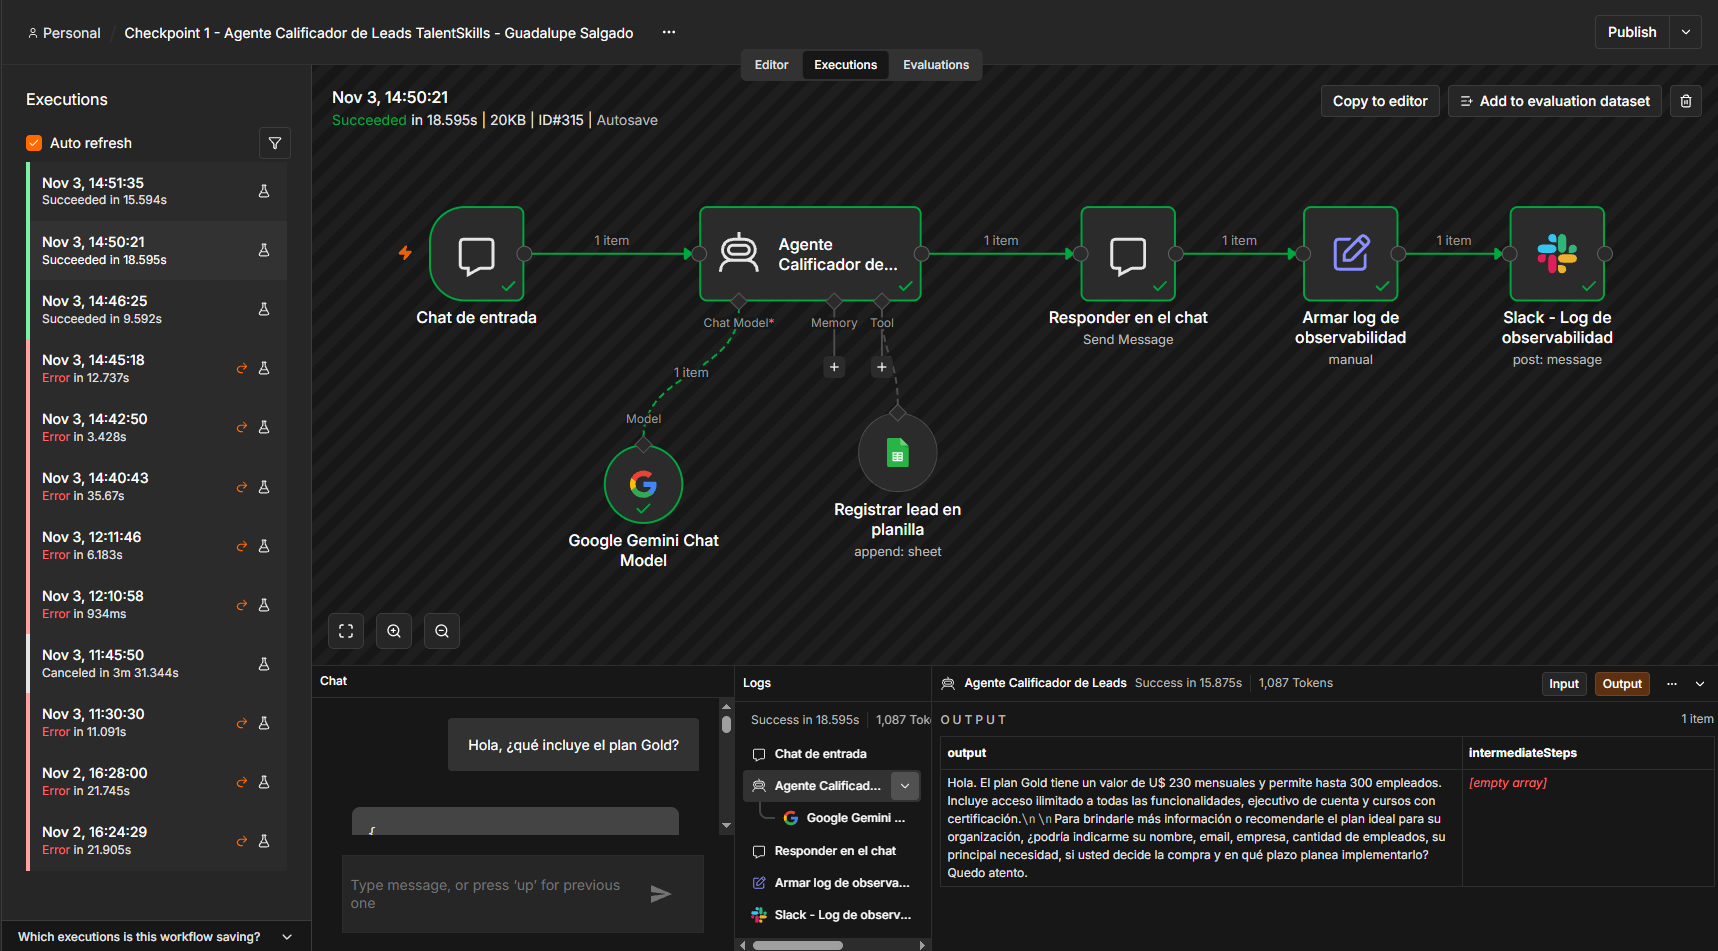 Personal / Checkpoint 1 - Agente Calificador de Leads TalentSkills - Guadalupe Salgado ...
Publish
Editor
Executions
Evaluations
Executions
Auto refresh
Nov 3, 14:51:35
Succeeded in 15.594s
Nov 3, 14:50:21
Succeeded in 18.595s
Nov 3, 14:46:25
Succeeded in 9.592s
Nov 3, 14:45:18
Error in 12.737s
Nov 3, 14:42:50
Error in 3.428s
Nov 3, 14:40:43
Error in 35.67s
Nov 3, 12:11:46
Error in 6.183s
Nov 3, 12:10:58
Error in 934ms
Nov 3, 11:45:50
Canceled in 3m 31.344s
Nov 3, 11:30:30
Error in 11.091s
Nov 2, 16:28:00
Error in 21.745s
Nov 2, 16:24:29
Error in 21.905s
Which executions is this workflow saving?
Nov 3, 14:50:21
Succeeded in 18.595s | 20KB | ID#315 | Autosave
Copy to editor
Add to evaluation dataset
Chat de entrada
1 item
Agente
Calificador de...
Chat Model*
Memory
Tool
1 item
Model
Google Gemini Chat
Model
Registrar lead en
planilla
append: sheet
1 item
Responder en el chat
Send Message
1 item
Armar log de
observabilidad
manual
1 item
Slack - Log de
observabilidad
post: message
Chat
Hola, ¿qué incluye el plan Gold?
{
Type message, or press ‘up’ for previous
one
Logs
Success in 18.595s
1,087 Tok
Chat de entrada
Agente Calificad...
Google Gemini ...
Responder en el chat
Armar log de observa...
Slack - Log de observ...
Agente Calificador de Leads
Success in 15.875s
1,087 Tokens
Input
Output
...
OUTPUT
1 item
output
intermediateSteps
Hola. El plan Gold tiene un valor de U$ 230 mensuales y permite hasta 300 empleados.
Incluye acceso ilimitado a todas las funcionalidades, ejecutivo de cuenta y cursos con
certificación.\n \n Para brindarle más información o recomendarle el plan ideal para su
organización, ¿podría indicarme su nombre, email, empresa, cantidad de empleados, su
principal necesidad, si usted decide la compra y en qué plazo planea implementarlo?
Quedo atento.
[empty array]